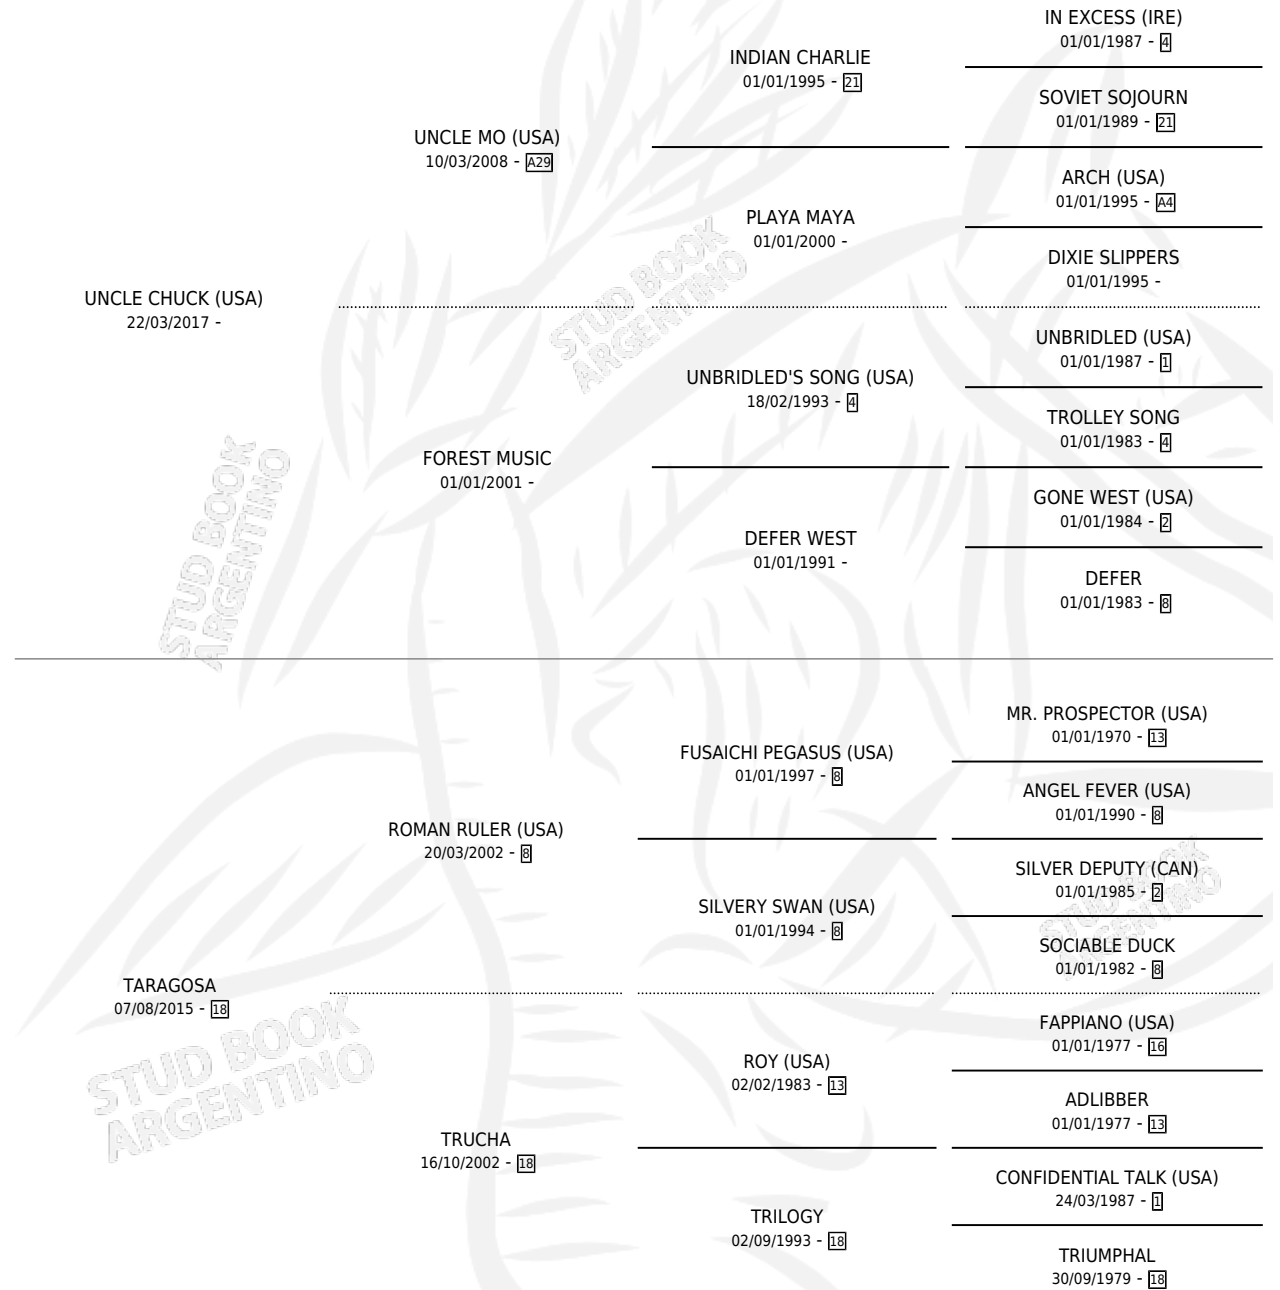 IN EXCESS (IRE)
01/01/1987 - 4
INDIAN CHARLIE
01/01/1995 - 21
SOVIET SOJOURN
01/01/1989 - 21
UNCLE MO (USA)
10/03/2008 - A29
ARCH (USA)
01/01/1995 - A4
PLAYA MAYA
01/01/2000 -
DIXIE SLIPPERS
01/01/1995 -
UNCLE CHUCK (USA)
22/03/2017 -
UNBRIDLED (USA)
01/01/1987 - 1
UNBRIDLED'S SONG (USA)
18/02/1993 - 4
TROLLEY SONG
01/01/1983 - 4
FOREST MUSIC
01/01/2001 -
GONE WEST (USA)
01/01/1984 - 2
DEFER WEST
01/01/1991 -
DEFER
01/01/1983 - 8
MR. PROSPECTOR (USA)
01/01/1970 - 13
FUSAICHI PEGASUS (USA)
01/01/1997 - 8
ANGEL FEVER (USA)
01/01/1990 - 8
ROMAN RULER (USA)
20/03/2002 - 8
SILVER DEPUTY (CAN)
01/01/1985 - 2
SILVERY SWAN (USA)
01/01/1994 - 8
SOCIABLE DUCK
01/01/1982 - 8
TARAGOSA
07/08/2015 - 18
FAPPIANO (USA)
01/01/1977 - 16
ROY (USA)
02/02/1983 - 13
ADLIBBER
01/01/1977 - 13
TRUCHA
16/10/2002 - 18
CONFIDENTIAL TALK (USA)
24/03/1987 - 1
TRILOGY
02/09/1993 - 18
TRIUMPHAL
30/09/1979 - 18
STUD BOOK
ARGENTINO
STUD BOOK
ARGENTINO
STUD BOOK
ARGENTINO
STUD BOOK
ARGENTINO